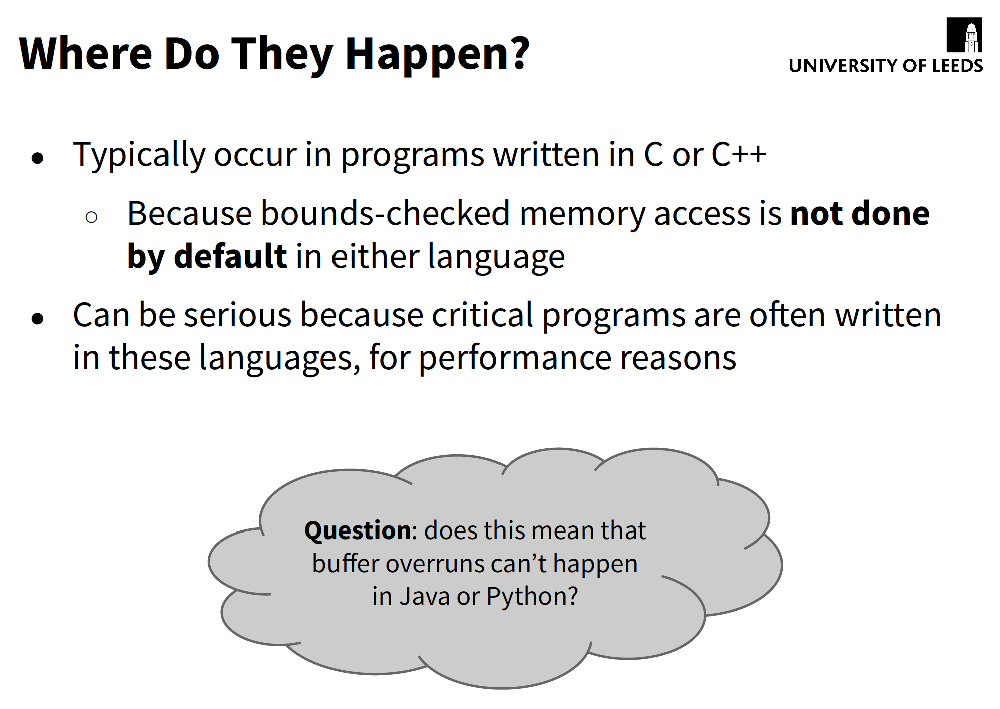 Where Do They Happen?
UNIVERSITY OF LEEDS
● Typically occur in programs written in C or C++
○ Because bounds-checked memory access is not done
by default in either language
● Can be serious because critical programs are often written
in these languages, for performance reasons
Question: does this mean that
buffer overruns can’t happen
in Java or Python?